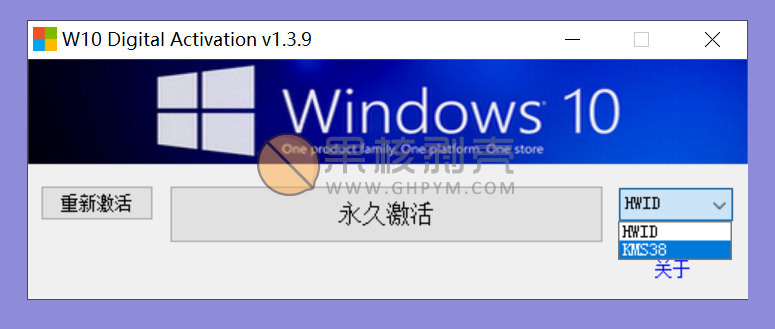 W10 Digital Activation v1.3.9
Windows 10
One product family. One platform. One store
果核剥壳
WWW.GHPYM.COM
重新激活
永久激活
HWID
HWID
KMS38
关于